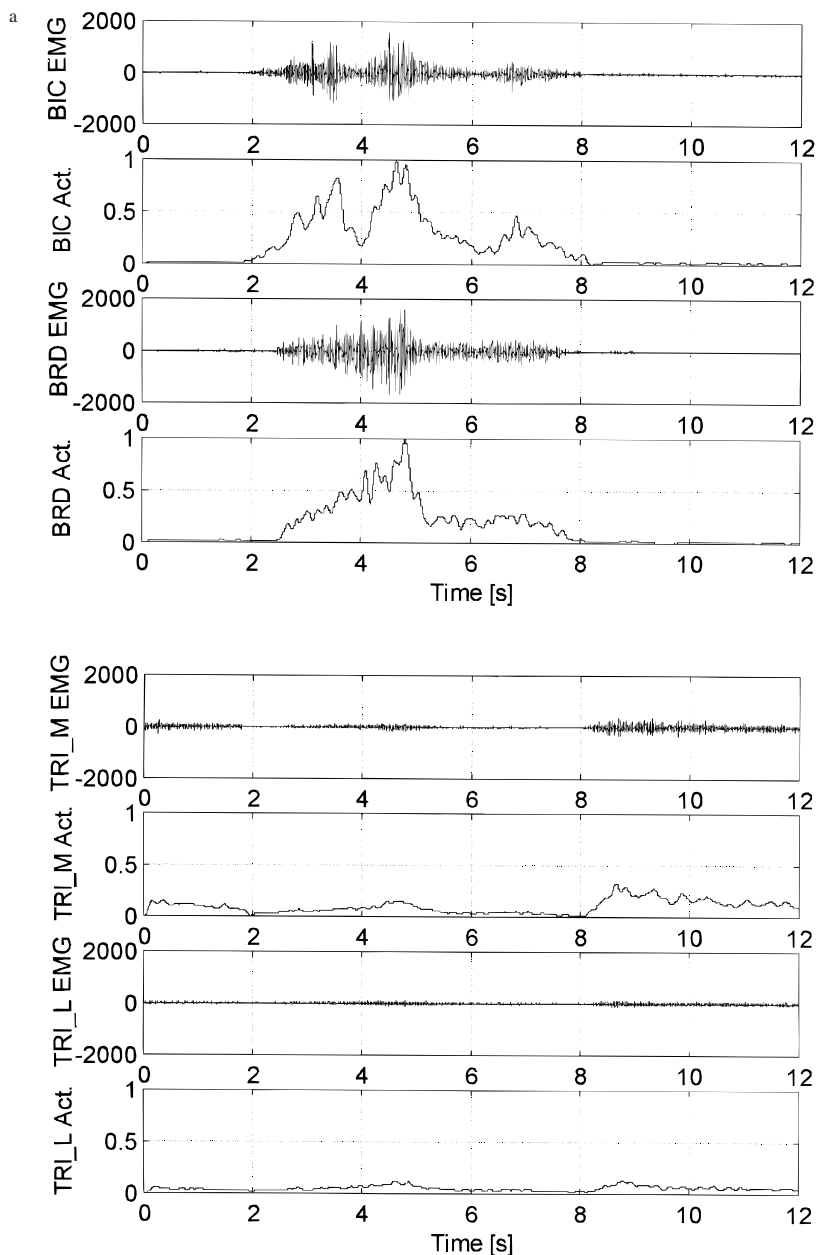 a
BIC EMG
2000
0
-2000
0 2 4 6 8 10 12
BIC Act.
1
0.5
0
0 2 4 6 8 10 12
BRD EMG
2000
0
-2000
0 2 4 6 8 10 12
BRD Act.
1
0.5
0
0 2 4 6 8 10 12
Time [s]
TRI_M EMG
2000
0
-2000
0 2 4 6 8 10 12
TRI_M Act.
1
0.5
0
0 2 4 6 8 10 12
TRI_L EMG
2000
0
-2000
0 2 4 6 8 10 12
TRI_L Act.
1
0.5
0
0 2 4 6 8 10 12
Time [s]